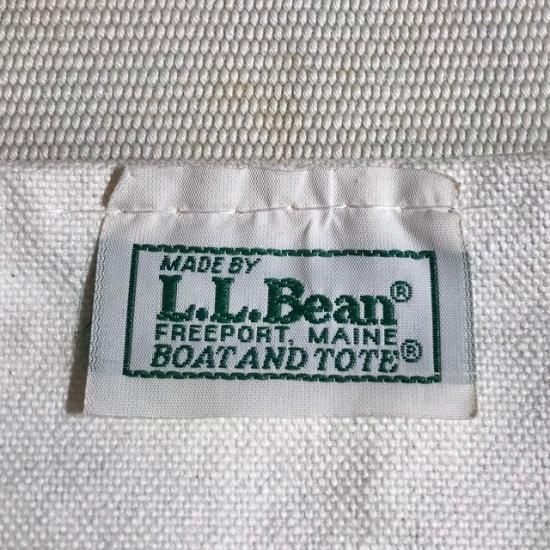 MADE BY
L.L.Bean®
FREEPORT, MAINE
BOAT AND TOTE®